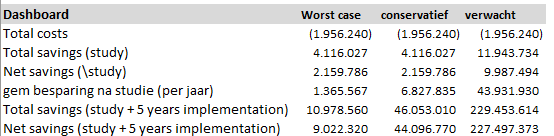 Dashboard Worst case conservatief verwacht
Total costs (1.956.240) (1.956.240) (1.956.240)
Total savings (study) 4.116.027 4.116.027 11.943.734
Net savings (\study) 2.159.786 2.159.786 9.987.494
gem besparing na studie (per jaar) 1.365.567 6.827.835 43.931.930
Total savings (study + 5 years implementation) 10.978.560 46.053.010 229.453.614
Net savings (study + 5 years implementation) 9.022.320 44.096.770 227.497.373